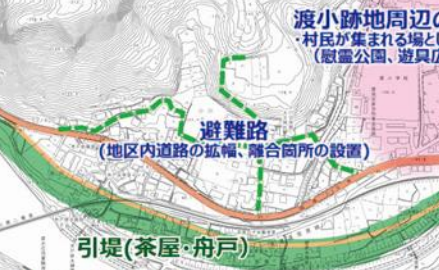 渡小跡地周辺の
・村民が集まれる場とし
(慰霊公園、遊具広
避難路
(地区内道路の拡幅、離合箇所の設置)
引堤(茶屋・舟戸)